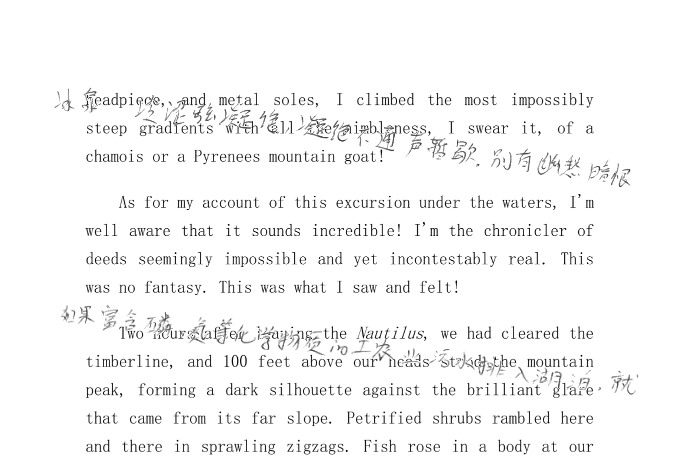 headpiece, and metal soles, I climbed the most impossibly
冰泉冷涩弦凝绝，凝绝不通声暂歇。别有幽愁暗恨
steep gradients with all the nimbleness, I swear it, of a
chamois or a Pyrenees mountain goat!
As for my account of this excursion under the waters, I'm
well aware that it sounds incredible! I'm the chronicler of
deeds seemingly impossible and yet incontestably real. This
was no fantasy. This was what I saw and felt!
如果富含磷、氮等化学物质的工农业污水排入湖泊，就
Two hours after leaving the Nautilus, we had cleared the
timberline, and 100 feet above our heads stood the mountain
peak, forming a dark silhouette against the brilliant glare
that came from its far slope. Petrified shrubs rambled here
and there in sprawling zigzags. Fish rose in a body at our